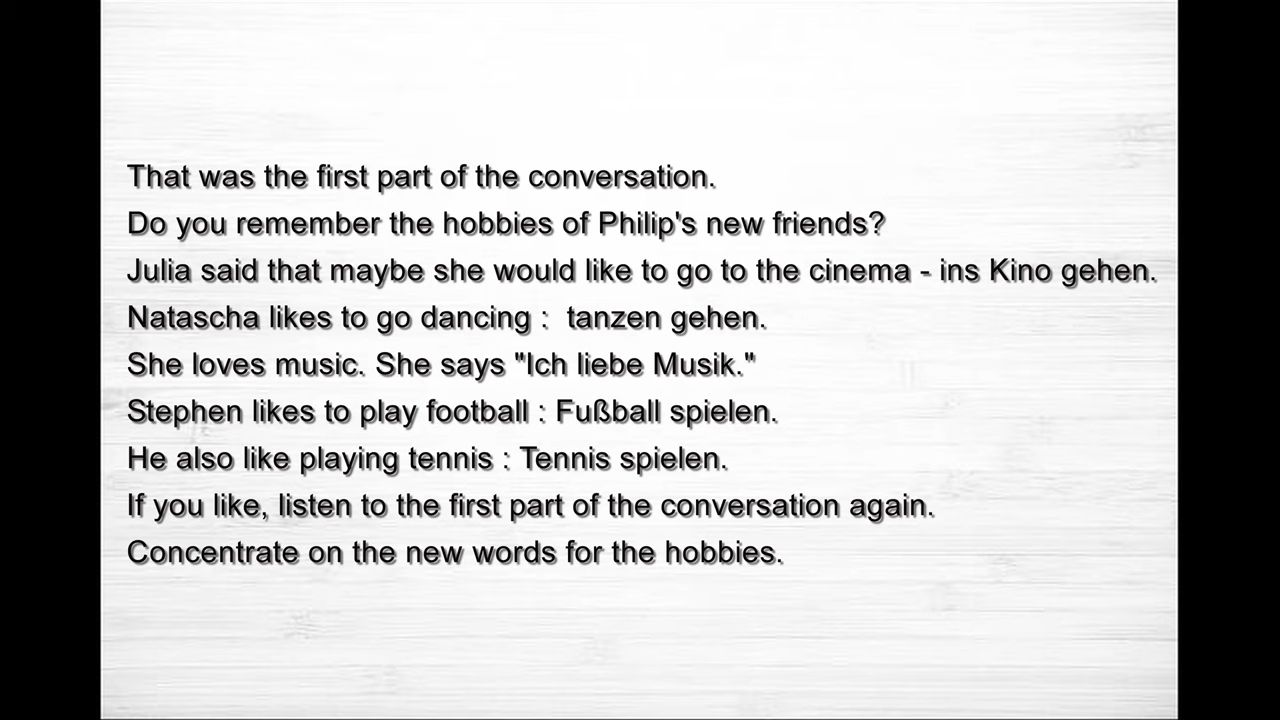 That was the first part of the conversation.
Do you remember the hobbies of Philip's new friends?
Julia said that maybe she would like to go to the cinema - ins Kino gehen.
Natascha likes to go dancing :  tanzen gehen.
She loves music. She says "Ich liebe Musik."
Stephen likes to play football : Fußball spielen.
He also like playing tennis : Tennis spielen.
If you like, listen to the first part of the conversation again.
Concentrate on the new words for the hobbies.